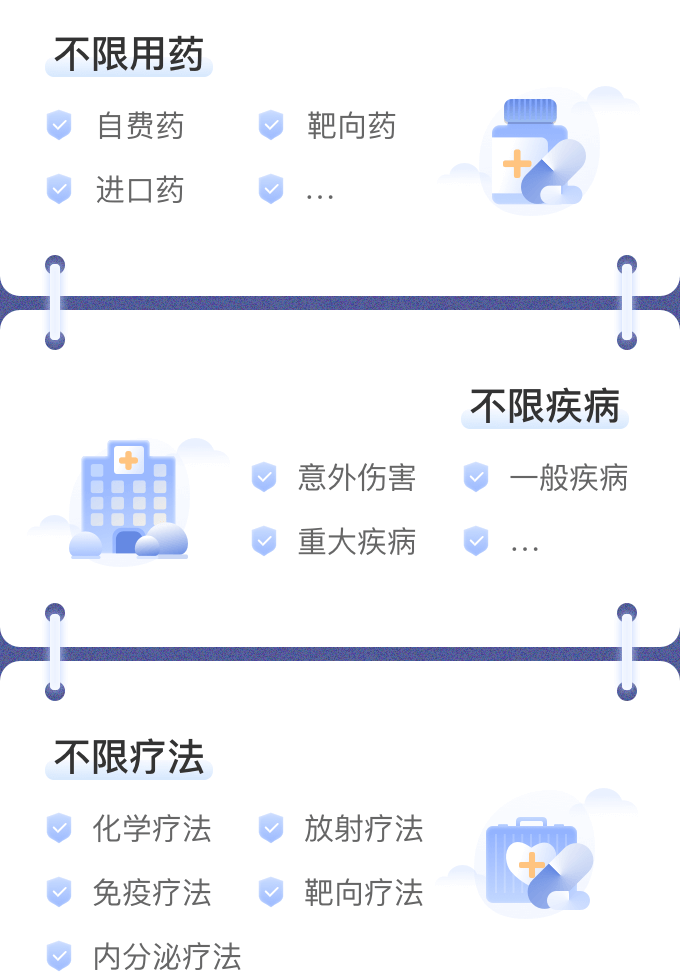 不限用药
自费药 靶向药
进口药 ...
不限疾病
意外伤害 一般疾病
重大疾病 ...
不限疗法
化学疗法 放射疗法
免疫疗法 靶向疗法
内分泌疗法